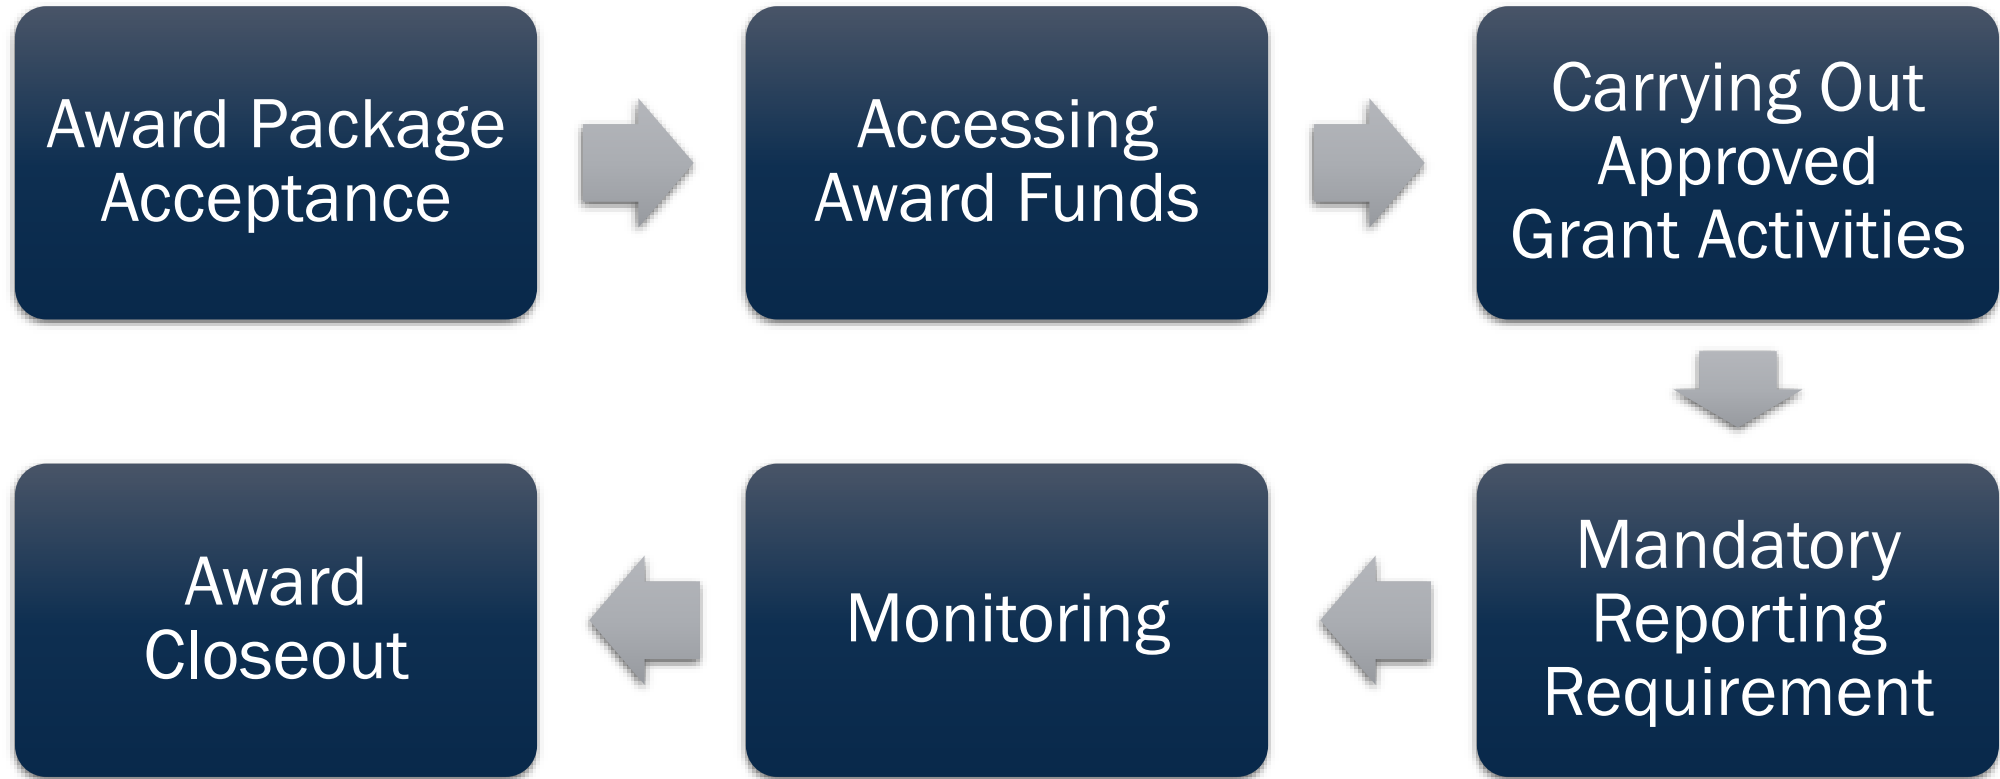 Award Package
Acceptance
Accessing
Award Funds
Carrying Out
Approved
Grant Activities
Mandatory
Reporting
Requirement
Monitoring
Award
Closeout